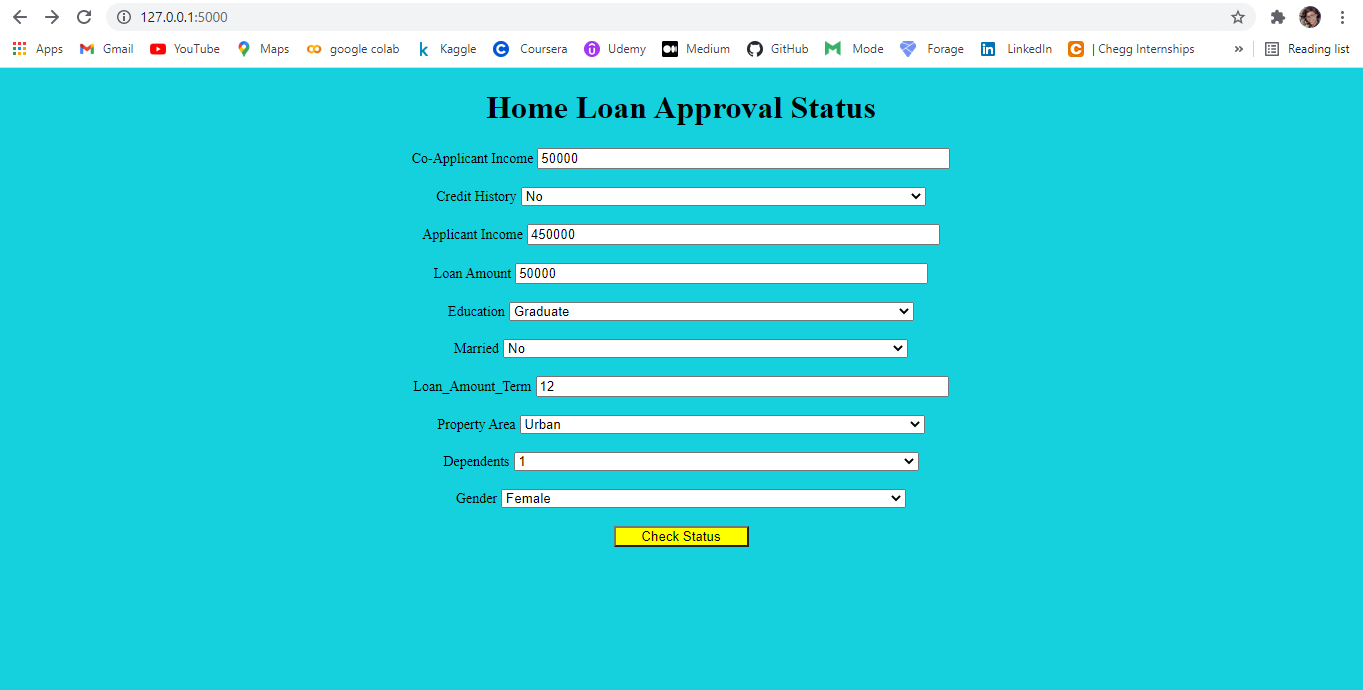 127.0.0.1:5000
Apps Gmail YouTube Maps google colab Kaggle Coursera Udemy Medium GitHub Mode Forage LinkedIn | Chegg Internships » Reading list
Home Loan Approval Status
Co-Applicant Income 50000
Credit History No
Applicant Income 450000
Loan Amount 50000
Education Graduate
Married No
Loan_Amount_Term 12
Property Area Urban
Dependents 1
Gender Female
Check Status